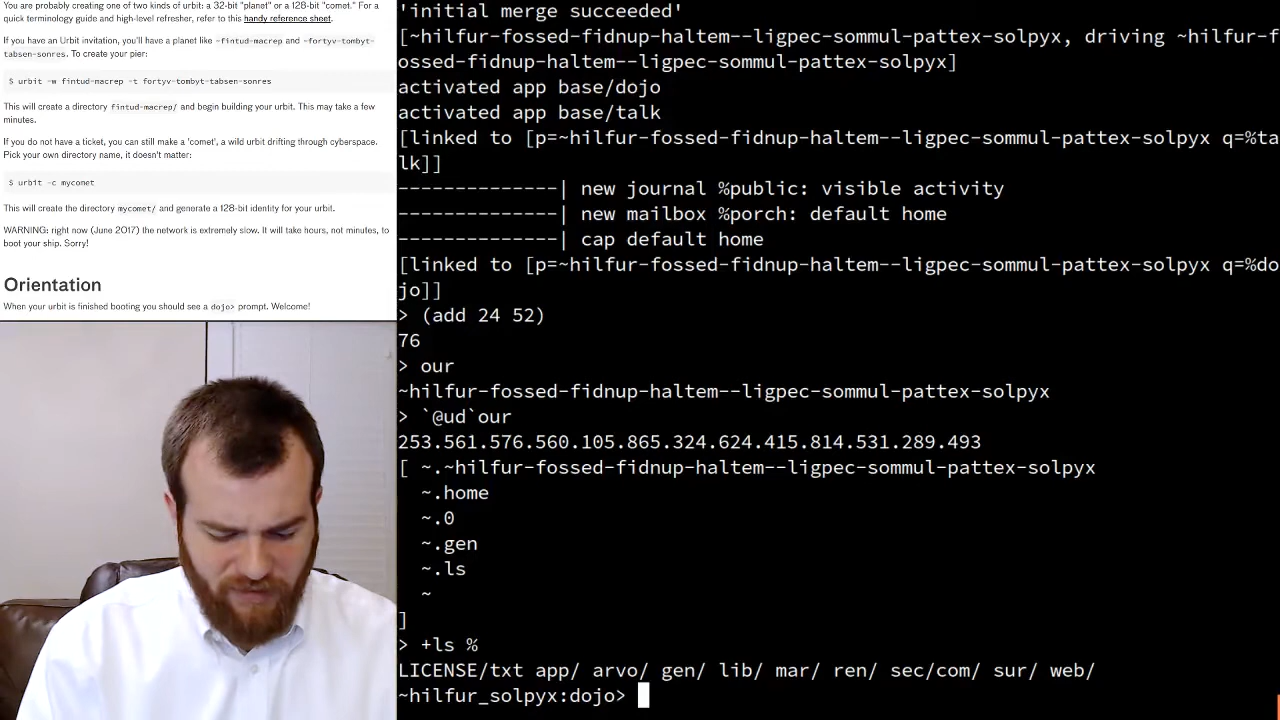 You are probably creating one of two kinds of urbit: a 32-bit "planet" or a 128-bit "comet." For a
quick terminology guide and high-level refresher, refer to this handy reference sheet.
If you have an Urbit invitation, you'll have a planet like ~fintud-macrep and ~fortyv-tombyt-
tabsen-sonres. To create your pier:
$ urbit -w fintud-macrep -t fortyv-tombyt-tabsen-sonres
This will create a directory fintud-macrep/ and begin building your urbit. This may take a few
minutes.
If you do not have a ticket, you can still make a 'comet', a wild urbit drifting through cyberspace.
Pick your own directory name, it doesn't matter:
$ urbit -c mycomet
This will create the directory mycomet/ and generate a 128-bit identity for your urbit.
WARNING: right now (June 2017) the network is extremely slow. It will take hours, not minutes, to
boot your ship. Sorry!
Orientation
When your urbit is finished booting you should see a dojo> prompt. Welcome!
'initial merge succeeded'
[~hilfur-fossed-fidnup-haltem--ligpec-sommul-pattex-solpyx, driving ~hilfur-f
ossed-fidnup-haltem--ligpec-sommul-pattex-solpyx]
activated app base/dojo
activated app base/talk
[linked to [p=~hilfur-fossed-fidnup-haltem--ligpec-sommul-pattex-solpyx q=%ta
lk]]
--------------| new journal %public: visible activity
--------------| new mailbox %porch: default home
--------------| cap default home
[linked to [p=~hilfur-fossed-fidnup-haltem--ligpec-sommul-pattex-solpyx q=%do
jo]]
> (add 24 52)
76
> our
~hilfur-fossed-fidnup-haltem--ligpec-sommul-pattex-solpyx
> `@ud`our
253.561.576.560.105.865.324.624.415.814.531.289.493
[ ~.~hilfur-fossed-fidnup-haltem--ligpec-sommul-pattex-solpyx
~.home
~.0
~.gen
~.ls
~
]
> +ls %
LICENSE/txt app/ arvo/ gen/ lib/ mar/ ren/ sec/com/ sur/ web/
~hilfur_solpyx:dojo>